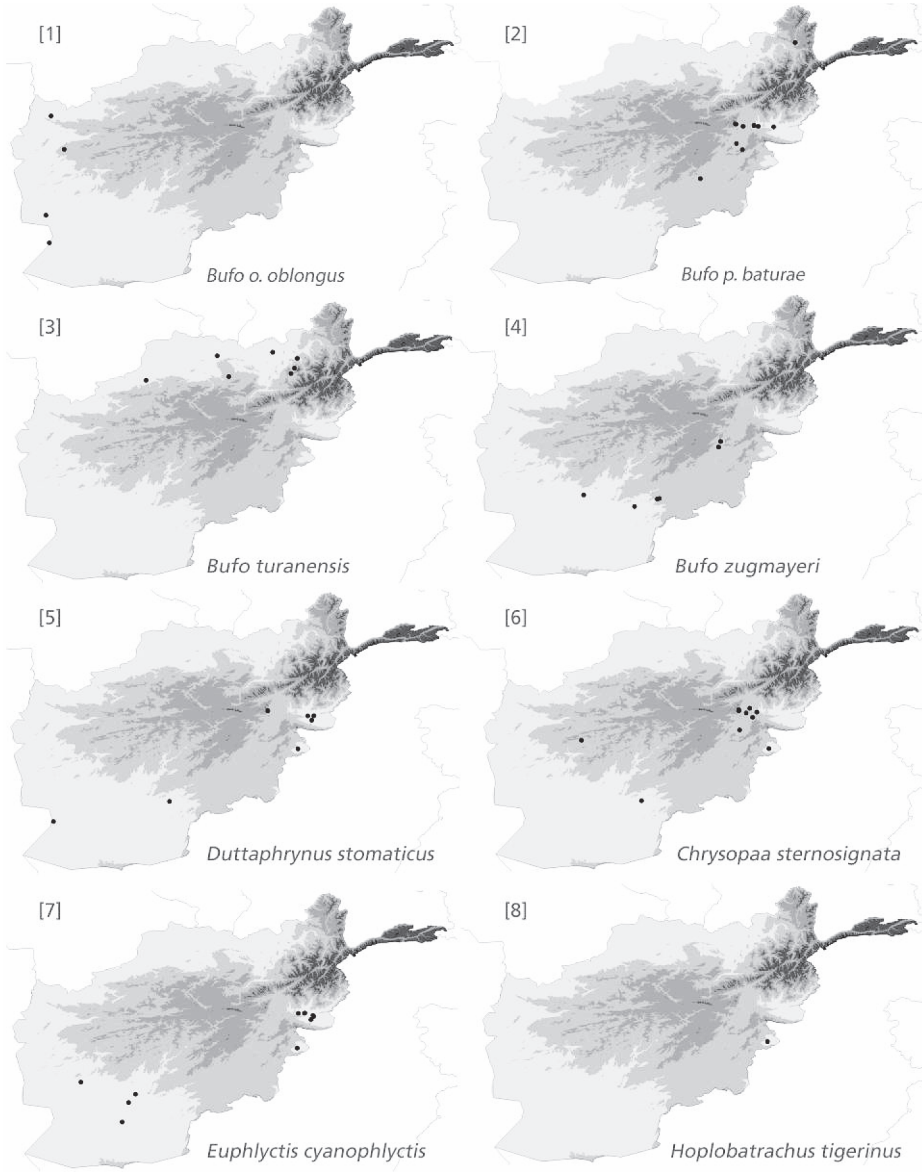 [1]
Bufo o. oblongus
[2]
Bufo p. baturae
[3]
Bufo turanensis
[4]
Bufo zugmayeri
[5]
Duttaphrynus stomaticus
[6]
Chrysopaa sternosignata
[7]
Euphlyctis cyanophlyctis
[8]
Hoplobatrachus tigerinus